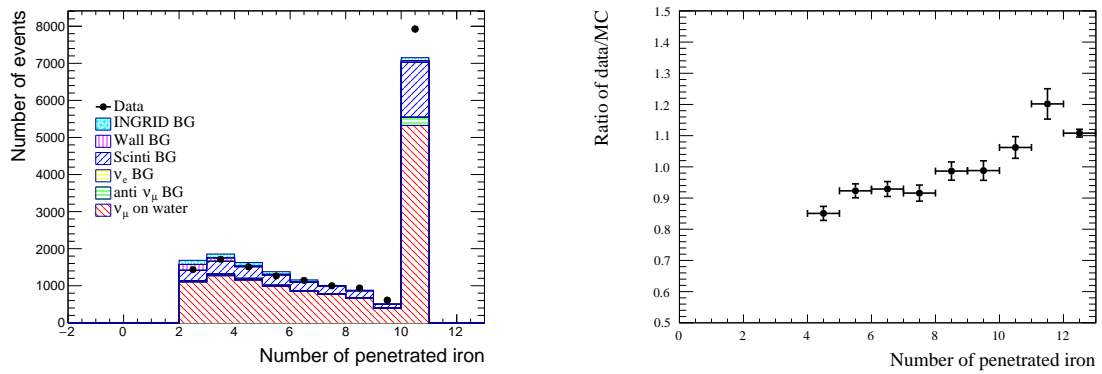 Number of events
8000
7000
6000
5000
4000
3000
2000
1000
0
−2 0 2 4 6 8 10 12
Number of penetrated iron
Data
INGRID BG
Wall BG
Scinti BG
νe BG
anti νμ BG
νμ on water
Ratio of data/MC
1.5
1.4
1.3
1.2
1.1
1.0
0.9
0.8
0.7
0.6
0.5
0 2 4 6 8 10 12
Number of penetrated iron